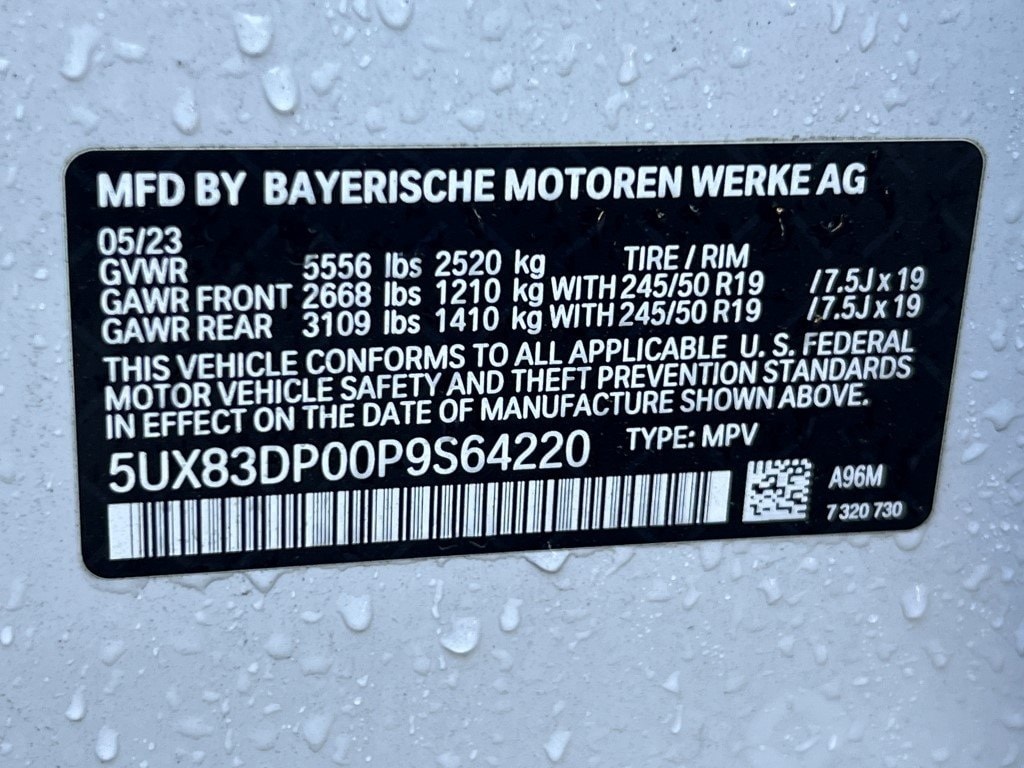 MFD BY BAYERISCHE MOTOREN WERKE AG
05/23
GVWR 5556 lbs 2520 kg TIRE / RIM
GAWR FRONT 2668 lbs 1210 kg WITH 245/50 R19 /7.5J x 19
GAWR REAR 3109 lbs 1410 kg WITH 245/50 R19 /7.5J x 19
THIS VEHICLE CONFORMS TO ALL APPLICABLE U. S. FEDERAL
MOTOR VEHICLE SAFETY AND THEFT PREVENTION STANDARDS
IN EFFECT ON THE DATE OF MANUFACTURE SHOWN ABOVE.
5UX83DP00P9S64220 TYPE: MPV
A96M
7 320 730